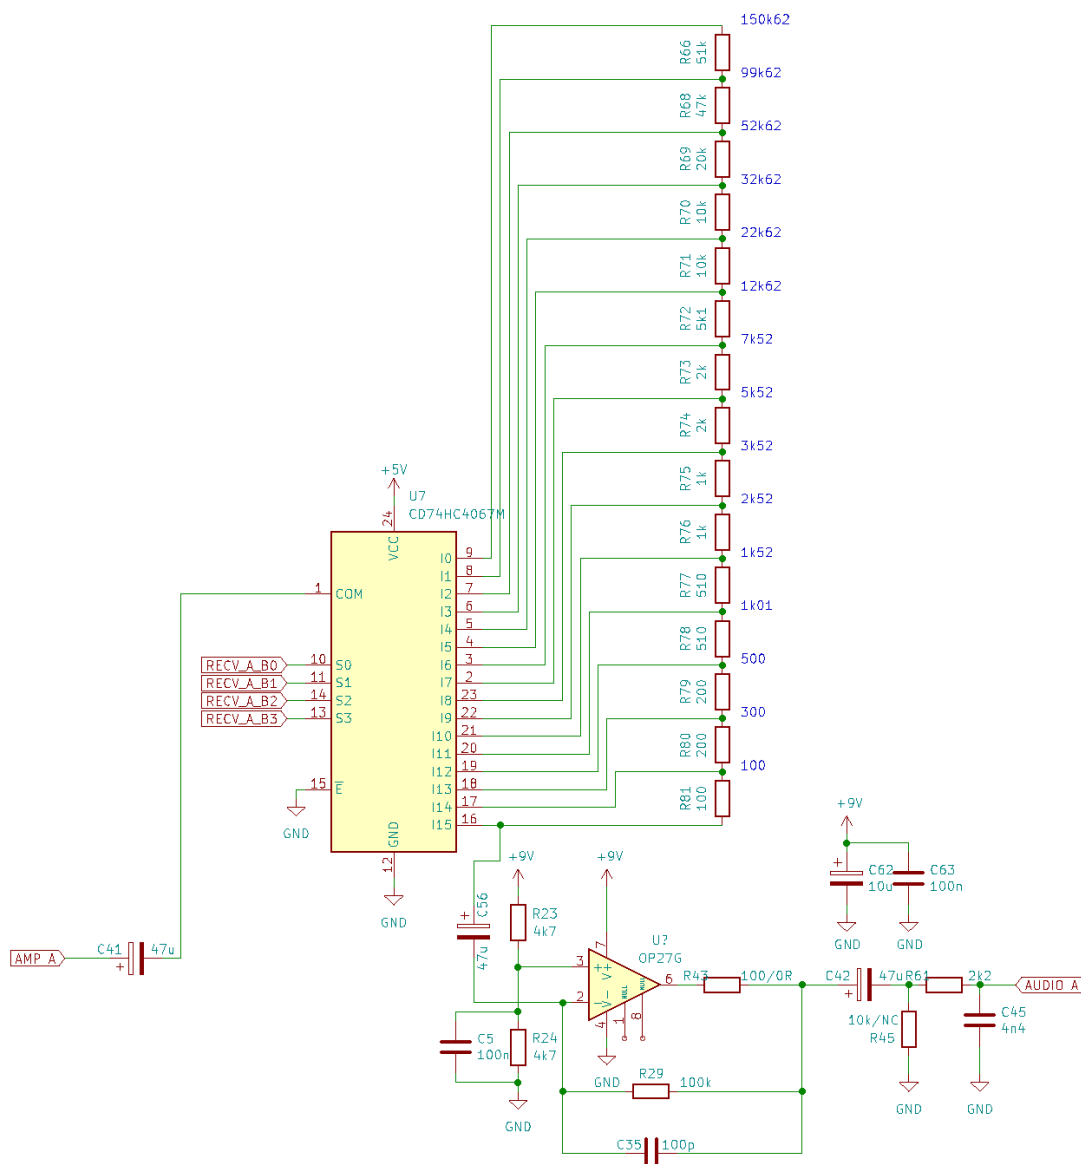 150k62
R66
51k
99k62
R68
47k
52k62
R69
20k
32k62
R70
10k
22k62
R71
10k
12k62
R72
5k1
7k52
R73
2k
5k52
R74
2k
3k52
R75
1k
2k52
R76
1k
1k52
R77
510
1k01
R78
510
500
R79
200
300
R80
200
100
R81
100
+5V
U7
CD74HC4067M
24
VCC
I0 9
I1 8
1 COM I2 7
I3 6
I4 5
I5 4
RECV_A_B0 10 S0 I6 3
RECV_A_B1 11 S1 I7 2
RECV_A_B2 14 S2 I8 23
RECV_A_B3 13 S3 I9 22
I10 21
I11 20
I12 19
15 E I13 18
I14 17
I15 16
GND
GND
12
GND
AMP A
C41 47u
C56
47u
+9V
R23
4k7
+9V
U?
OP27G
7
3 +
V+
2 -
V-
4
6
1
NULL
8
NULL
GND
C5
100n
R24
4k7
GND
R29 100k
C35 100p
R43 100/0R
+9V
C62
10u
C63
100n
GND
GND
C42 47u
R61 2k2
AUDIO A
10k/NC
R45
C45
4n4
GND
GND